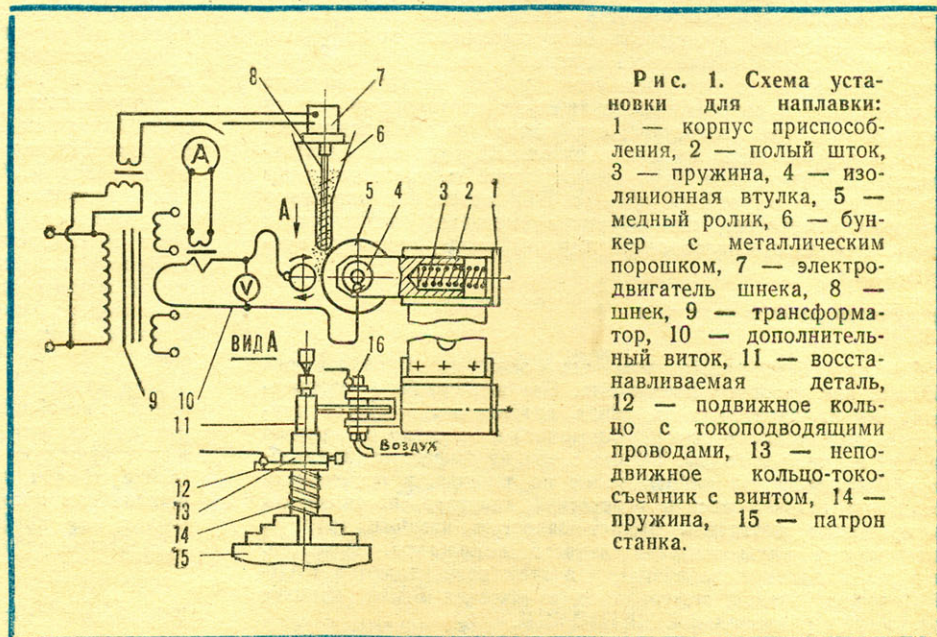 8
7
6
А
5
4
3
2
1
А
V
ВИД А
16
9
10
11
Воздух
12
13
14
15
Рис. 1. Схема уста-
новки для наплавки:
1 — корпус приспособ-
ления, 2 — полый шток,
3 — пружина, 4 — изо-
ляционная втулка, 5 —
медный ролик, 6 — бун-
кер с металлическим
порошком, 7 — электро-
двигатель шнека, 8 —
шнек, 9 — трансформа-
тор, 10 — дополнитель-
ный виток, 11 — восста-
навливаемая деталь,
12 — подвижное коль-
цо с токоподводящими
проводами, 13 — непо-
движное кольцо-токо-
съемник с винтом, 14 —
пружина, 15 — патрон
станка.